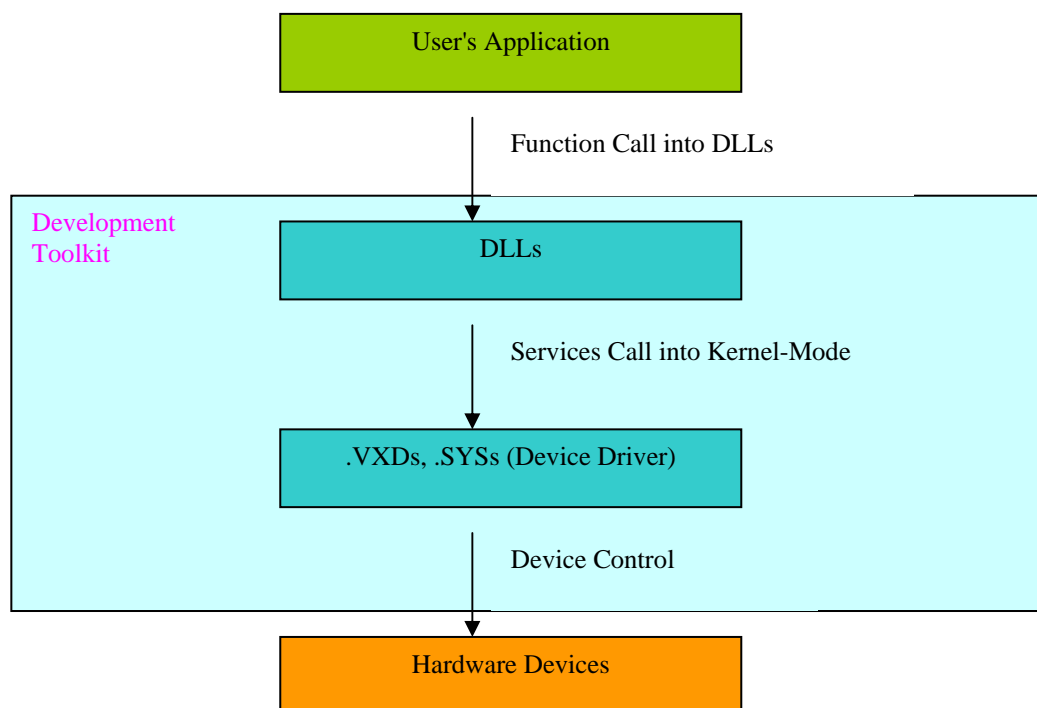 User's Application
Function Call into DLLs
Development
Toolkit
DLLs
Services Call into Kernel-Mode
.VXDs, .SYSs (Device Driver)
Device Control
Hardware Devices